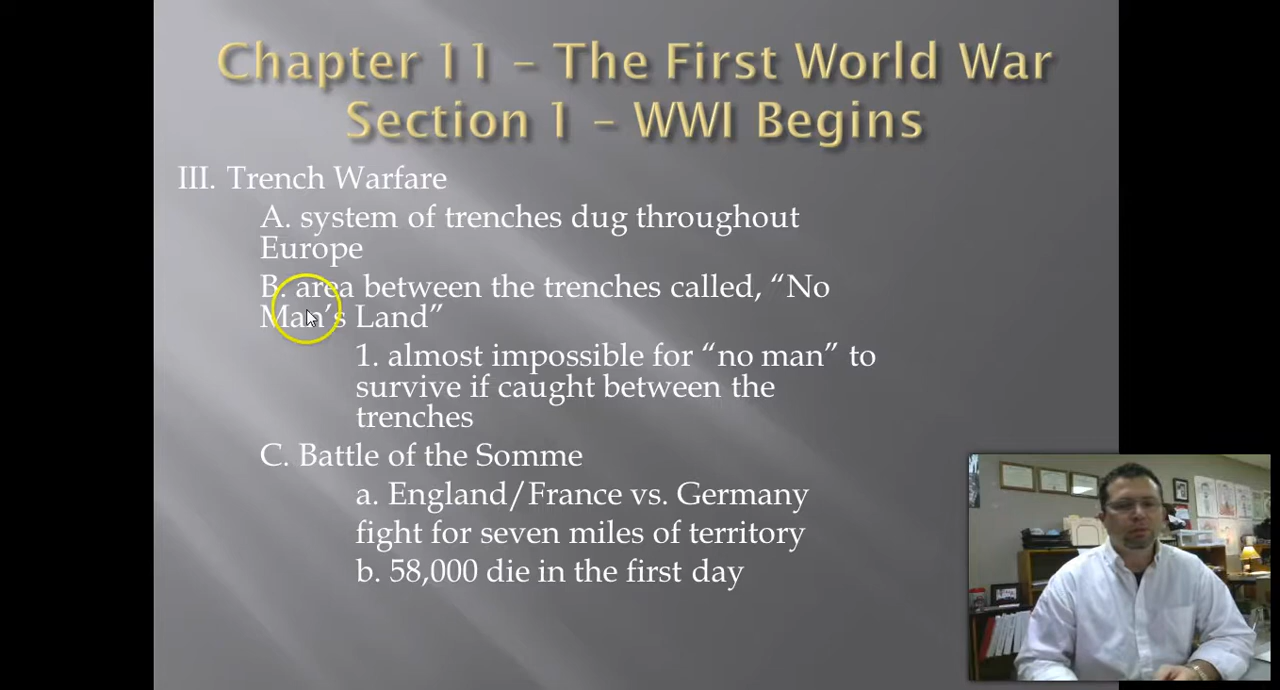 Chapter 11 – The First World War
Section 1 – WWI Begins
III. Trench Warfare
A. system of trenches dug throughout
Europe
B. area between the trenches called, “No
Man’s Land”
1. almost impossible for “no man” to
survive if caught between the
trenches
C. Battle of the Somme
a. England/France vs. Germany
fight for seven miles of territory
b. 58,000 die in the first day